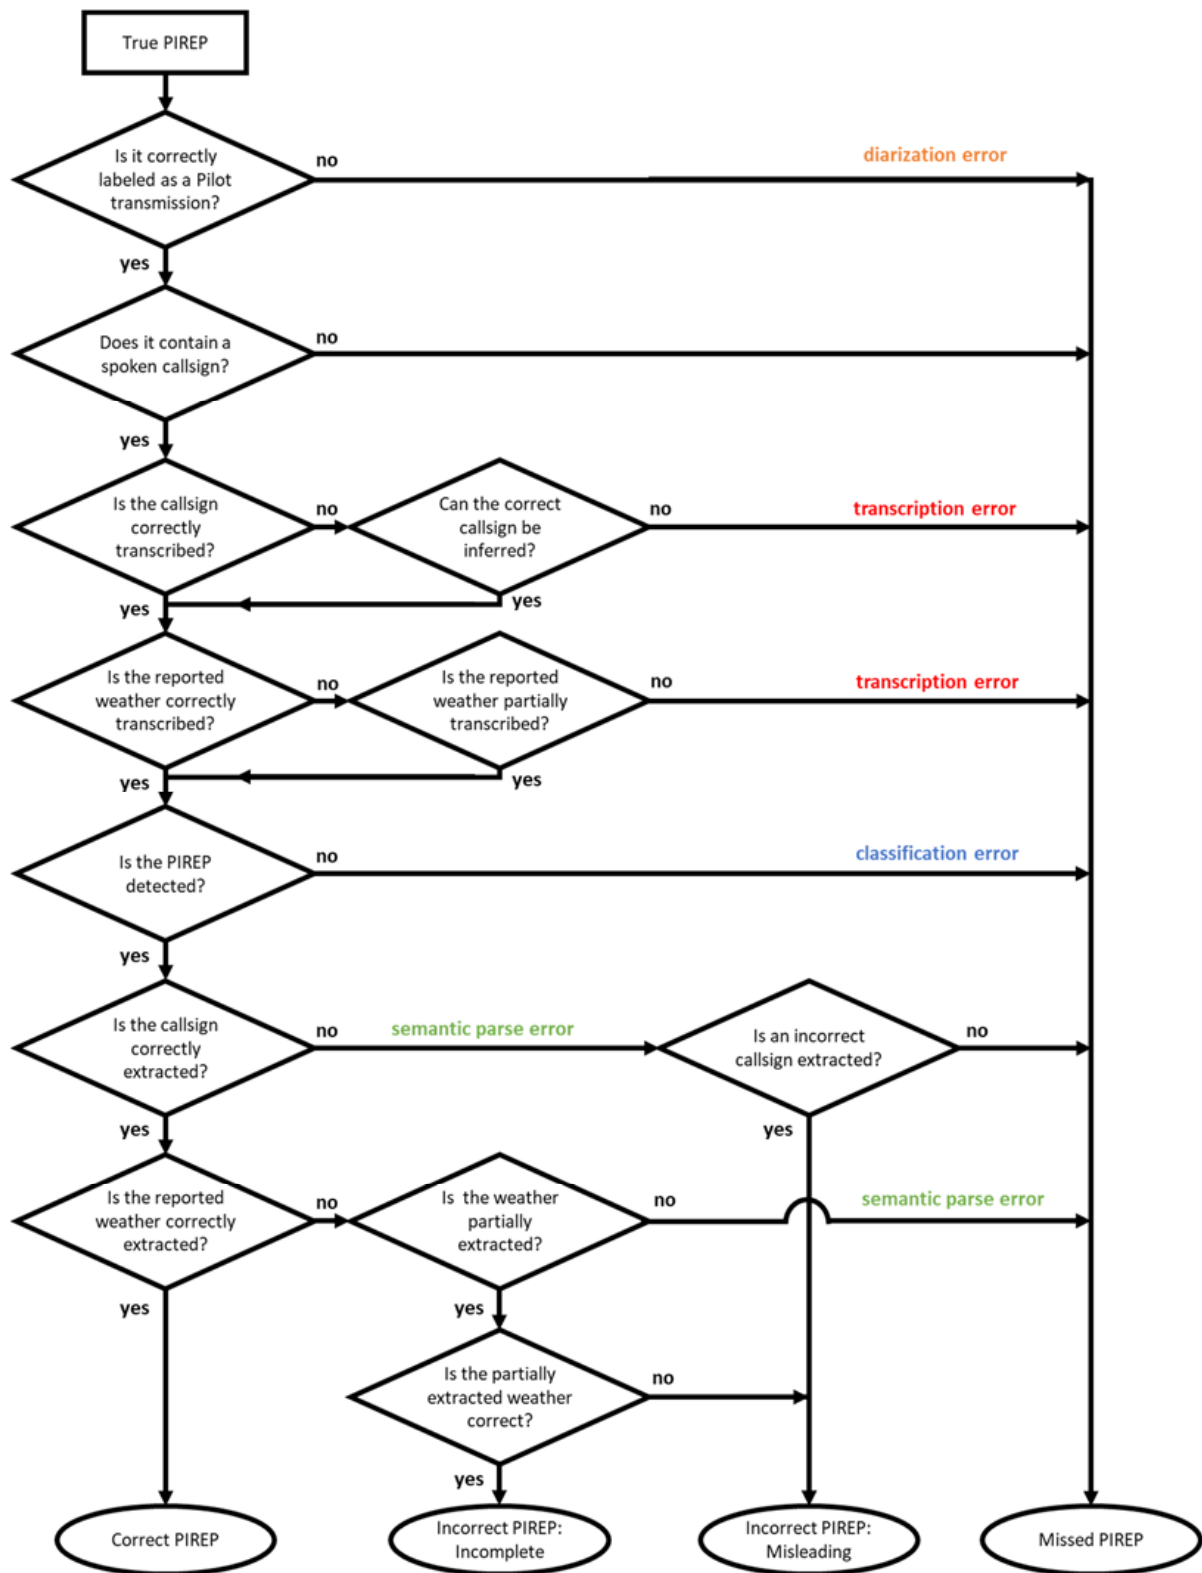 True PIREP
Is it correctly
labeled as a Pilot
transmission?
no
diarization error
yes
Does it contain a
spoken callsign?
no
yes
Is the callsign
correctly
transcribed?
no
Can the correct
callsign be
inferred?
no
transcription error
yes
yes
Is the reported
weather correctly
transcribed?
no
Is the reported
weather partially
transcribed?
no
transcription error
yes
yes
Is the PIREP
detected?
no
classification error
yes
Is the callsign
correctly
extracted?
no
semantic parse error
Is an incorrect
callsign extracted?
no
yes
yes
Is the reported
weather correctly
extracted?
no
Is the weather
partially
extracted?
no
semantic parse error
yes
yes
Is the partially
extracted weather
correct?
no
yes
Correct PIREP
Incorrect PIREP:
Incomplete
Incorrect PIREP:
Misleading
Missed PIREP